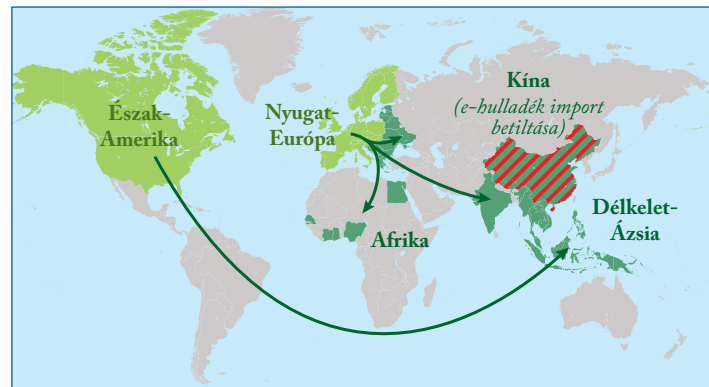 Észak-
Amerika
Nyugat-
Európa
Kína
(e-hulladék import
betiltása)
Afrika
Délkelet-
Ázsia